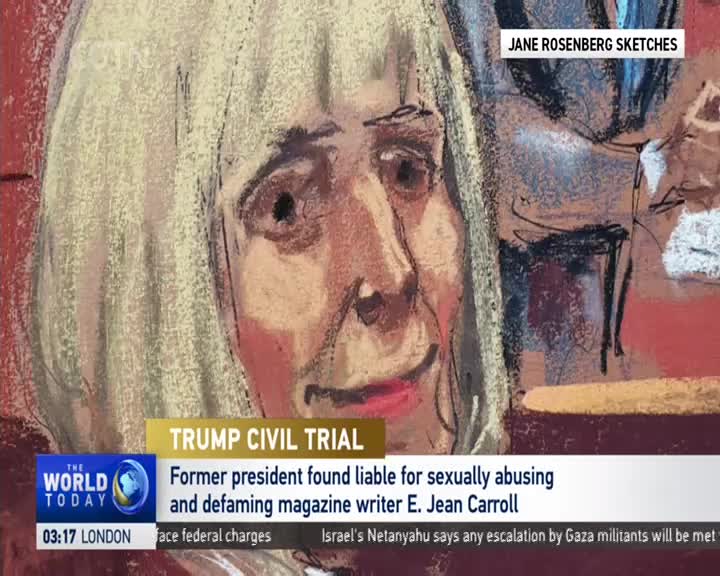 CGTN
JANE ROSENBERG SKETCHES
TRUMP CIVIL TRIAL
Former president found liable for sexually abusing
and defaming magazine writer E. Jean Carroll
THE
WORLD
TODAY
03:17 LONDON
face federal charges Israel's Netanyahu says any escalation by Gaza militants will be met